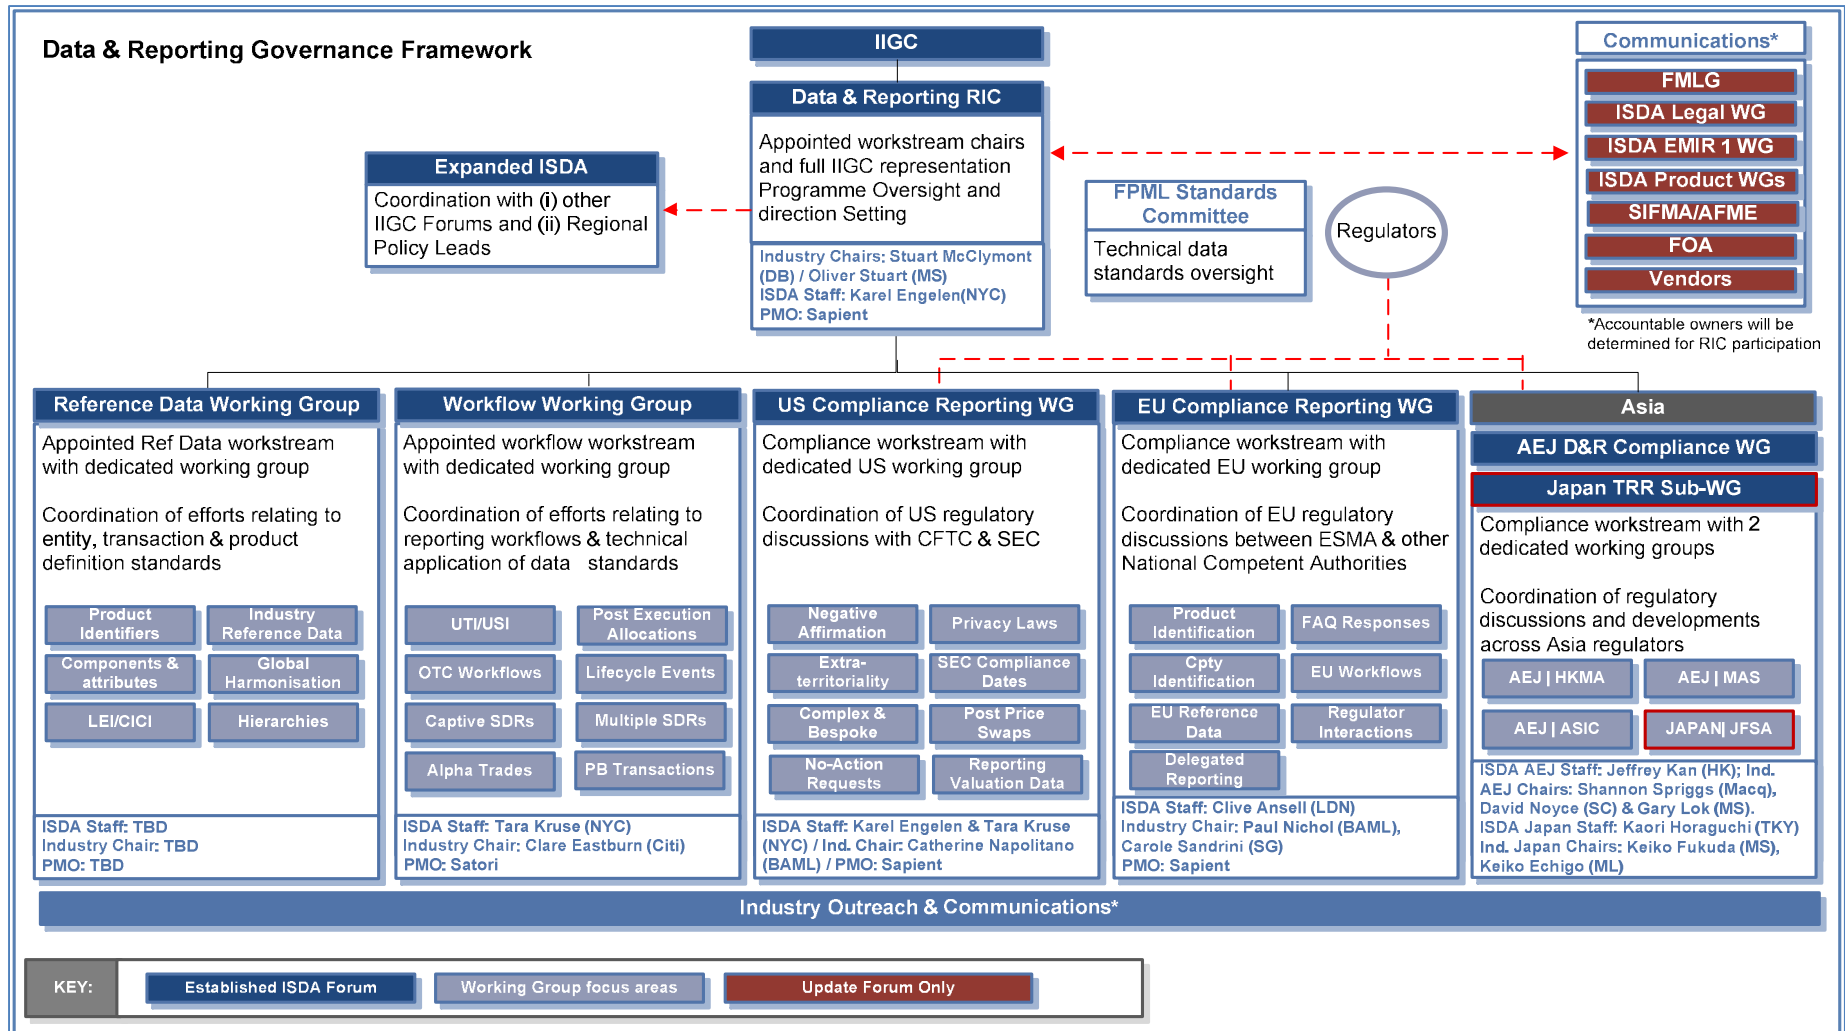 Data & Reporting Governance Framework
IIGC
Data & Reporting RIC
Appointed workstream chairs
and full IIGC representation
Programme Oversight and
direction Setting
Industry Chairs: Stuart McClymont
(DB) / Oliver Stuart (MS)
ISDA Staff: Karel Engelen(NYC)
PMO: Sapient
Expanded ISDA
Coordination with (i) other
IIGC Forums and (ii) Regional
Policy Leads
FPML Standards
Committee
Technical data
standards oversight
Regulators
Communications*
FMLG
ISDA Legal WG
ISDA EMIR 1 WG
ISDA Product WGs
SIFMA/AFME
FOA
Vendors
*Accountable owners will be
determined for RIC participation
Reference Data Working Group
Appointed Ref Data workstream
with dedicated working group
Coordination of efforts relating to
entity, transaction & product
definition standards
Product
Identifiers
Industry
Reference Data
Components &
attributes
Global
Harmonisation
LEI/CICI
Hierarchies
ISDA Staff: TBD
Industry Chair: TBD
PMO: TBD
Workflow Working Group
Appointed workflow workstream
with dedicated working group
Coordination of efforts relating to
reporting workflows & technical
application of data standards
UTI/USI
Post Execution
Allocations
OTC Workflows
Lifecycle Events
Captive SDRs
Multiple SDRs
Alpha Trades
PB Transactions
ISDA Staff: Tara Kruse (NYC)
Industry Chair: Clare Eastburn (Citi)
PMO: Satori
US Compliance Reporting WG
Compliance workstream with
dedicated US working group
Coordination of US regulatory
discussions with CFTC & SEC
Negative
Affirmation
Privacy Laws
Extra-
territoriality
SEC Compliance
Dates
Complex &
Bespoke
Post Price
Swaps
No-Action
Requests
Reporting
Valuation Data
ISDA Staff: Karel Engelen & Tara Kruse
(NYC) / Ind. Chair: Catherine Napolitano
(BAML) / PMO: Sapient
EU Compliance Reporting WG
Compliance workstream with
dedicated EU working group
Coordination of EU regulatory
discussions between ESMA & other
National Competent Authorities
Product
Identification
FAQ Responses
Cpty
Identification
EU Workflows
EU Reference
Data
Regulator
Interactions
Delegated
Reporting
ISDA Staff: Clive Ansell (LDN)
Industry Chair: Paul Nichol (BAML),
Carole Sandrini (SG)
PMO: Sapient
Asia
AEJ D&R Compliance WG
Japan TRR Sub-WG
Compliance workstream with 2
dedicated working groups
Coordination of regulatory
discussions and developments
across Asia regulators
AEJ | HKMA
AEJ | MAS
AEJ | ASIC
JAPAN| JFSA
ISDA AEJ Staff: Jeffrey Kan (HK); Ind.
AEJ Chairs: Shannon Spriggs (Macq),
David Noyce (SC) & Gary Lok (MS).
ISDA Japan Staff: Kaori Horaguchi (TKY)
Ind. Japan Chairs: Keiko Fukuda (MS),
Keiko Echigo (ML)
Industry Outreach & Communications*
KEY:
Established ISDA Forum
Working Group focus areas
Update Forum Only